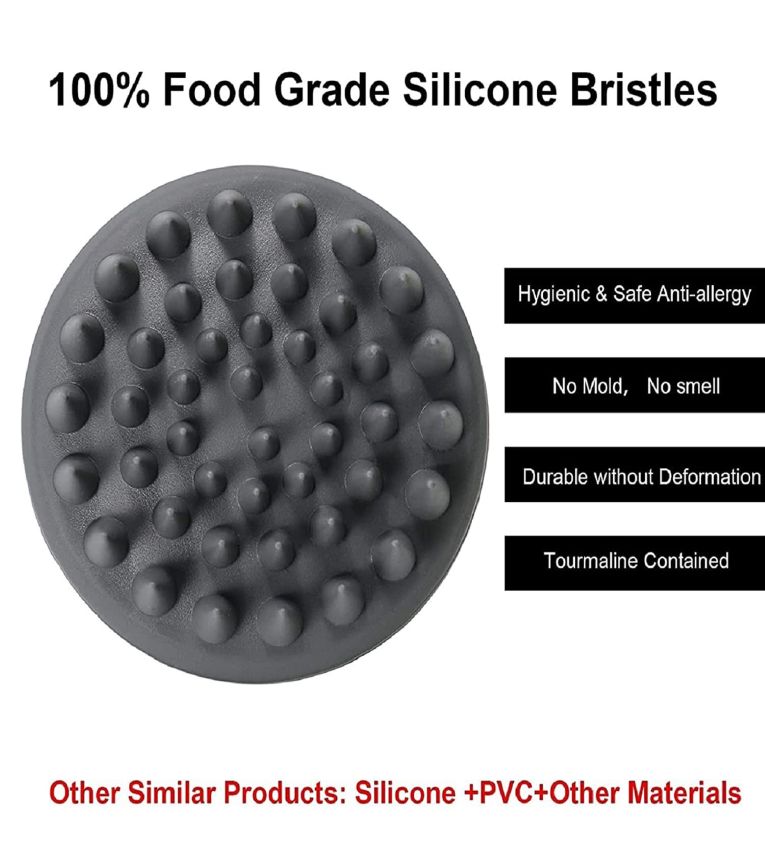 100% Food Grade Silicone Bristles
Hygienic & Safe Anti-allergy
No Mold, No smell
Durable without Deformation
Tourmaline Contained
Other Similar Products: Silicone +PVC+Other Materials